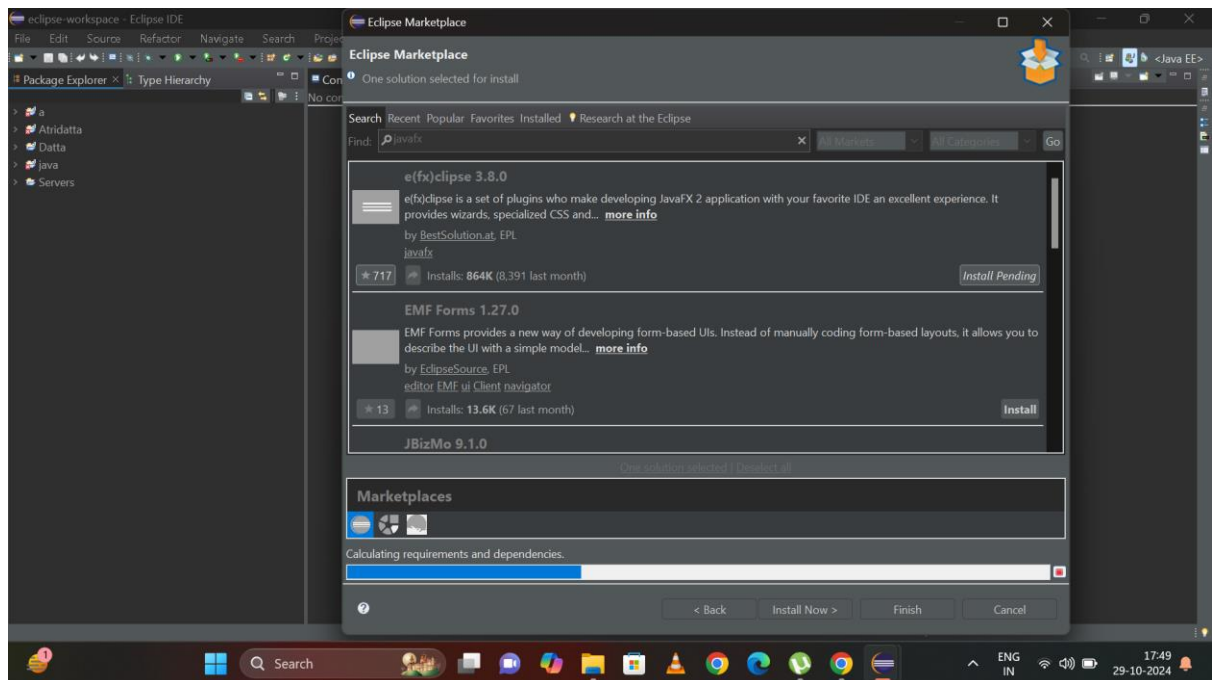 eclipse-workspace - Eclipse IDE
File Edit Source Refactor Navigate Search Projec
Package Explorer × Type Hierarchy
Con
No con
<Java EE>
a
Atridatta
Datta
java
Servers
Eclipse Marketplace
Eclipse Marketplace
One solution selected for install
Search Recent Popular Favorites Installed Research at the Eclipse
Find: javafx All Markets All Categories Go
e(fx)clipse 3.8.0
e(fx)clipse is a set of plugins who make developing JavaFX 2 application with your favorite IDE an excellent experience. It
provides wizards, specialized CSS and... more info
by BestSolution.at, EPL
javafx
717 Installs: 864K (8,391 last month) Install Pending
EMF Forms 1.27.0
EMF Forms provides a new way of developing form-based UIs. Instead of manually coding form-based layouts, it allows you to
describe the UI with a simple model... more info
by EclipseSource, EPL
editor EMF ui Client navigator
13 Installs: 13.6K (67 last month) Install
JBizMo 9.1.0
One solution selected | Deselect all
Marketplaces
Calculating requirements and dependencies.
? < Back Install Now > Finish Cancel
1 Search ENG 17:49
IN 29-10-2024